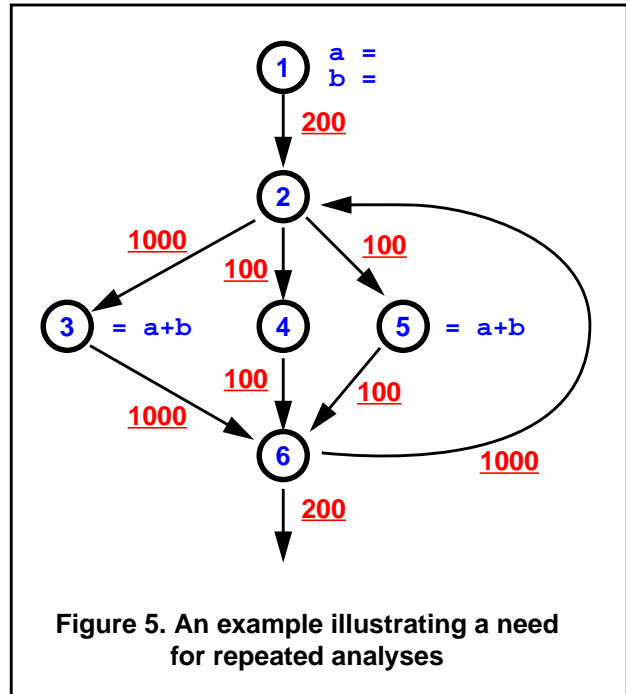 1 a =
b =
200
2
1000
100
100
3 = a+b
4
5 = a+b
1000
100
100
6
1000
200
Figure 5. An example illustrating a need
for repeated analyses